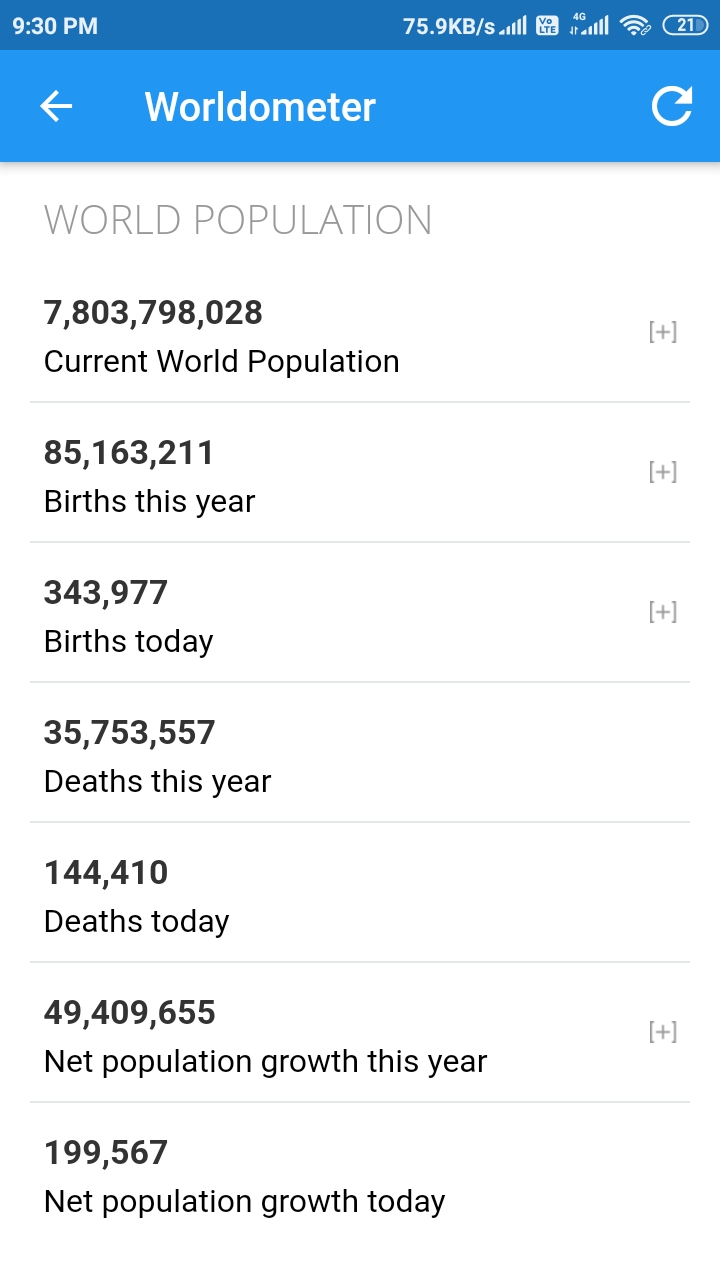 9:30 PM 75.9KB/s Vo LTE 4G 21
Worldometer
WORLD POPULATION
7,803,798,028
[+]
Current World Population
85,163,211
[+]
Births this year
343,977
[+]
Births today
35,753,557
Deaths this year
144,410
Deaths today
49,409,655
[+]
Net population growth this year
199,567
Net population growth today